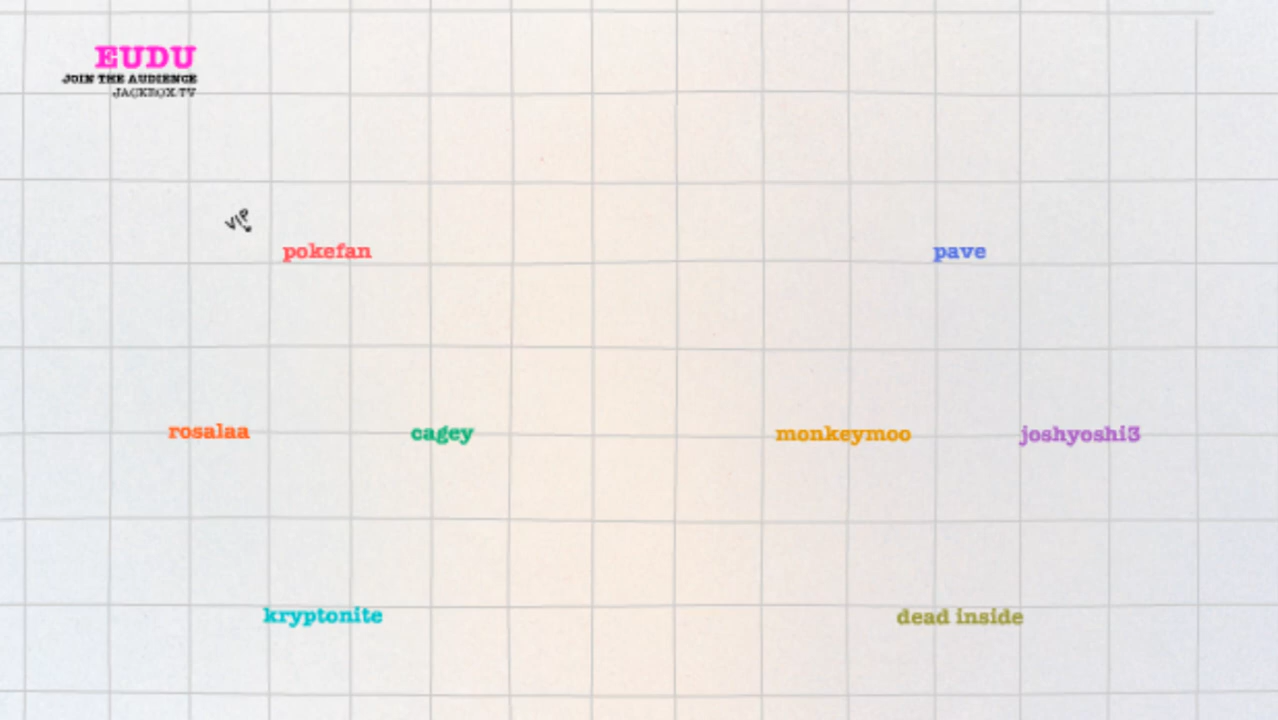 EUDU
JOIN THE AUDIENCE
JACKBOX.TV
VIP
pokefan
pave
rosalaa
cagey
monkeymoo
joshyoshi3
kryptonite
dead inside